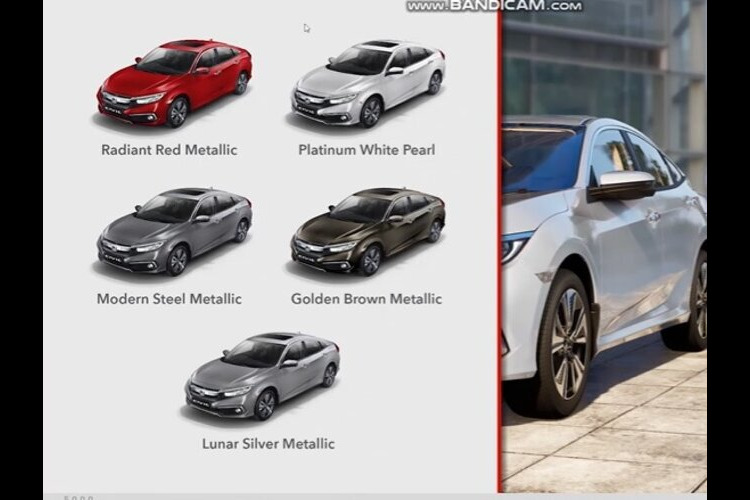 www.BANDICAM.com
Radiant Red Metallic
Platinum White Pearl
Modern Steel Metallic
Golden Brown Metallic
Lunar Silver Metallic